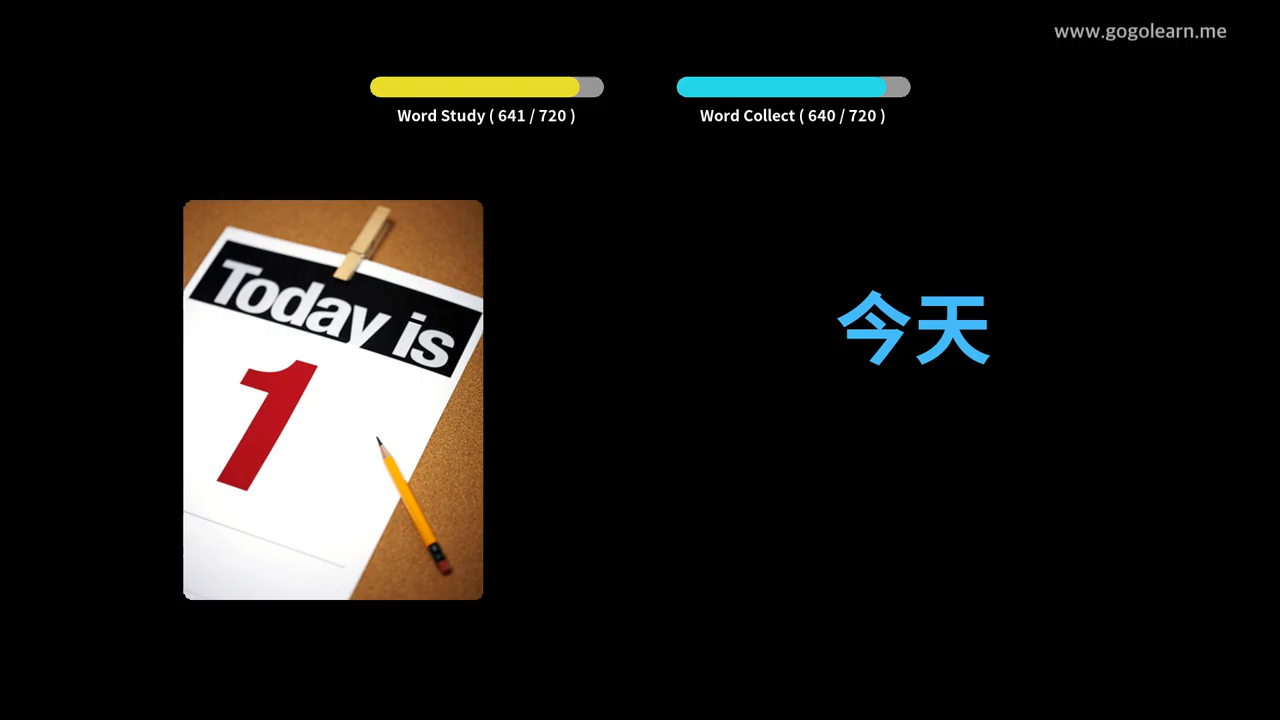 www.gogolearn.me
Word Study ( 641 / 720 )
Word Collect ( 640 / 720 )
Today is
1
今天